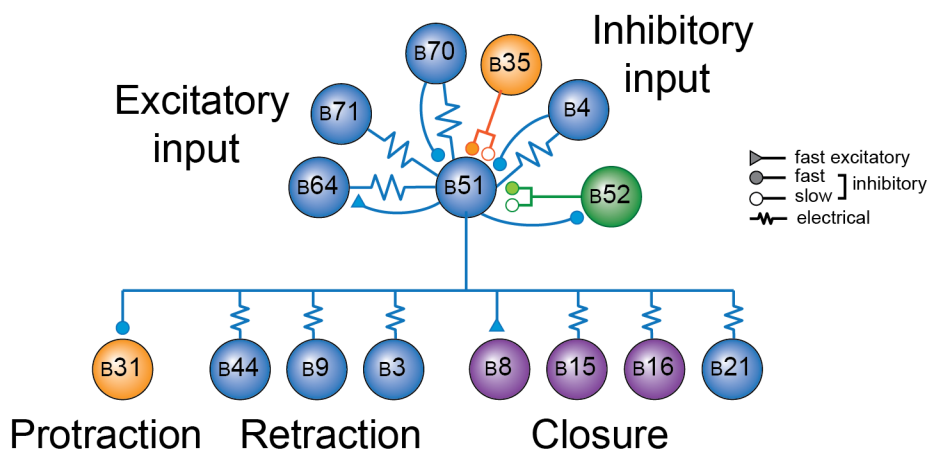 Excitatory
input
Inhibitory
input
B70
B35
B71
B4
B64
B51
B52
fast excitatory
fast
slow
inhibitory
electrical
B31
B44
B9
B3
B8
B15
B16
B21
Protraction
Retraction
Closure